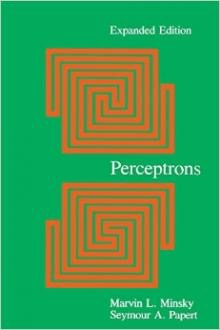 Expanded Edition
Perceptrons
Marvin L. Minsky
Seymour A. Papert